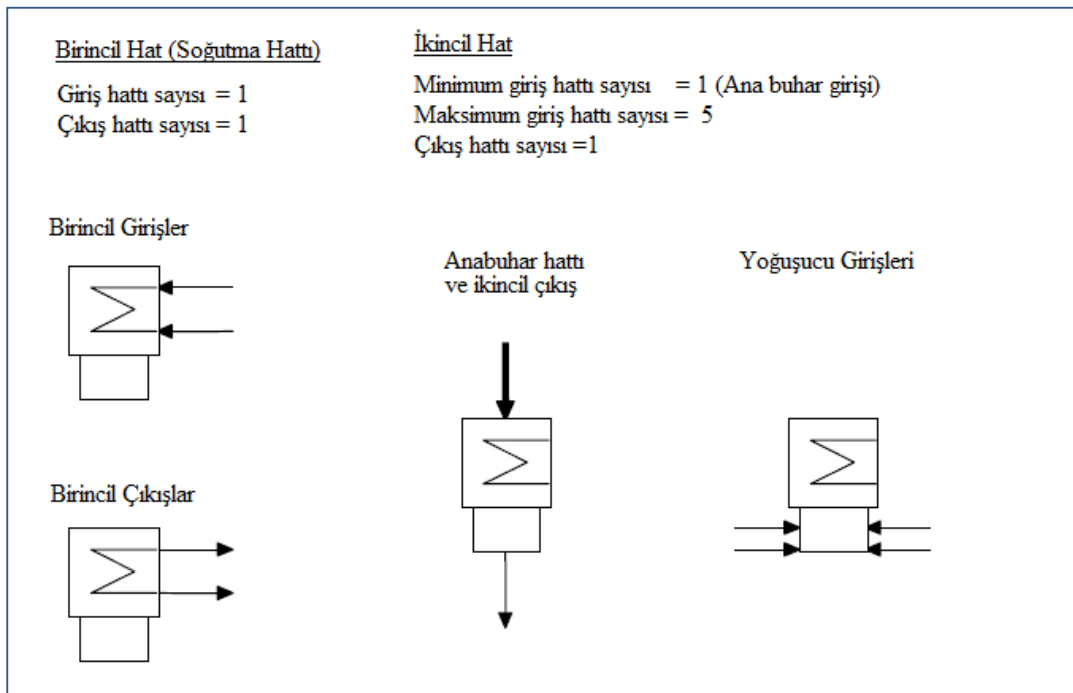 Birincil Hat (Soğutma Hattı)
Giriş hattı sayısı = 1
Çıkış hattı sayısı = 1
İkincil Hat
Minimum giriş hattı sayısı = 1 (Ana buhar girişi)
Maksimum giriş hattı sayısı = 5
Çıkış hattı sayısı =1
Birincil Girişler
Anabuhar hattı
ve ikincil çıkış
Yoğuşucu Girişleri
Birincil Çıkışlar